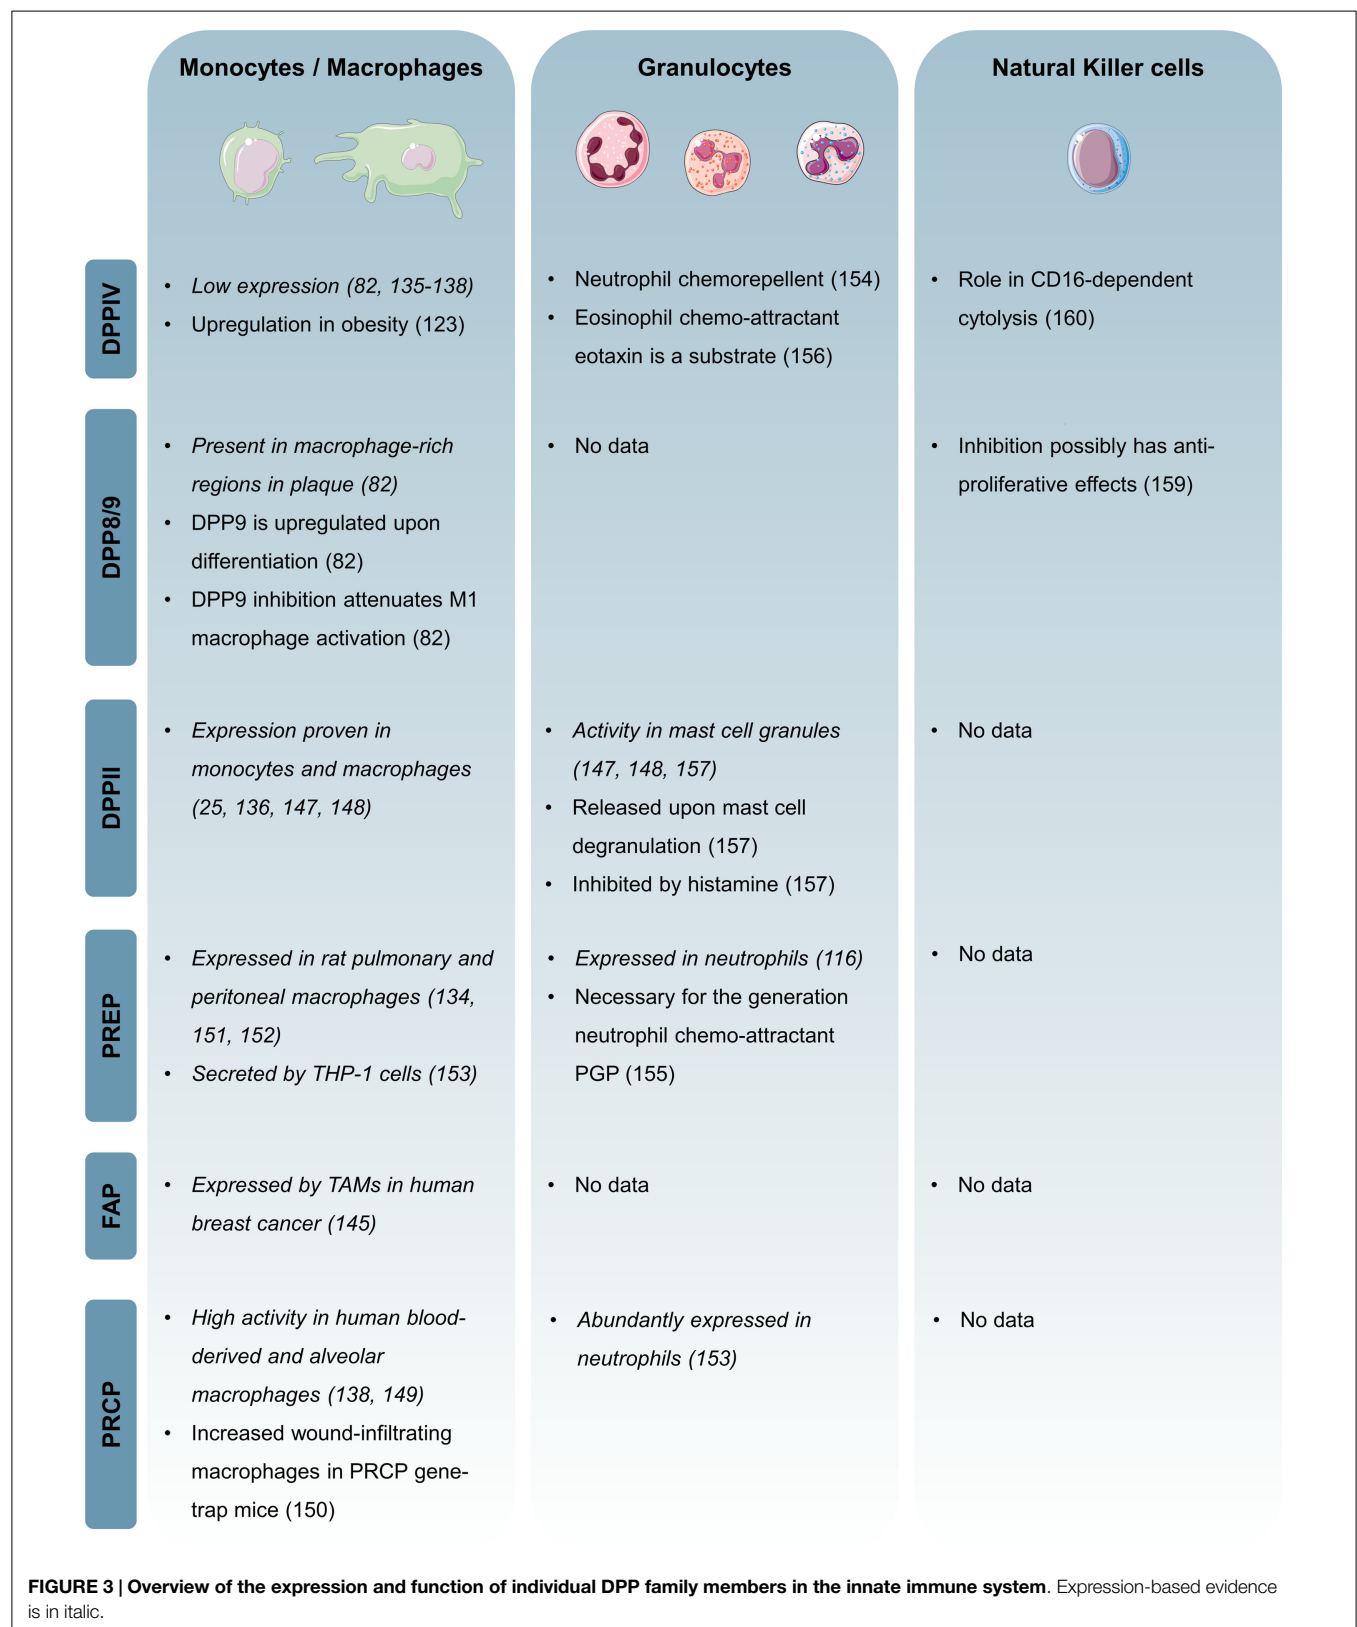 Monocytes / Macrophages
Granulocytes
Natural Killer cells
DPPIV
• Low expression (82, 135-138)
• Upregulation in obesity (123)
• Neutrophil chemorepellent (154)
• Eosinophil chemo-attractant
eotaxin is a substrate (156)
• Role in CD16-dependent
cytolysis (160)
DPP8/9
• Present in macrophage-rich
regions in plaque (82)
• DPP9 is upregulated upon
differentiation (82)
• DPP9 inhibition attenuates M1
macrophage activation (82)
• No data
• Inhibition possibly has anti-
proliferative effects (159)
DPPII
• Expression proven in
monocytes and macrophages
(25, 136, 147, 148)
• Activity in mast cell granules
(147, 148, 157)
• Released upon mast cell
degranulation (157)
• Inhibited by histamine (157)
• No data
PREP
• Expressed in rat pulmonary and
peritoneal macrophages (134,
151, 152)
• Secreted by THP-1 cells (153)
• Expressed in neutrophils (116)
• Necessary for the generation
neutrophil chemo-attractant
PGP (155)
• No data
FAP
• Expressed by TAMs in human
breast cancer (145)
• No data
• No data
PRCP
• High activity in human blood-
derived and alveolar
macrophages (138, 149)
• Increased wound-infiltrating
macrophages in PRCP gene-
trap mice (150)
• Abundantly expressed in
neutrophils (153)
• No data
FIGURE 3 | Overview of the expression and function of individual DPP family members in the innate immune system. Expression-based evidence
is in italic.